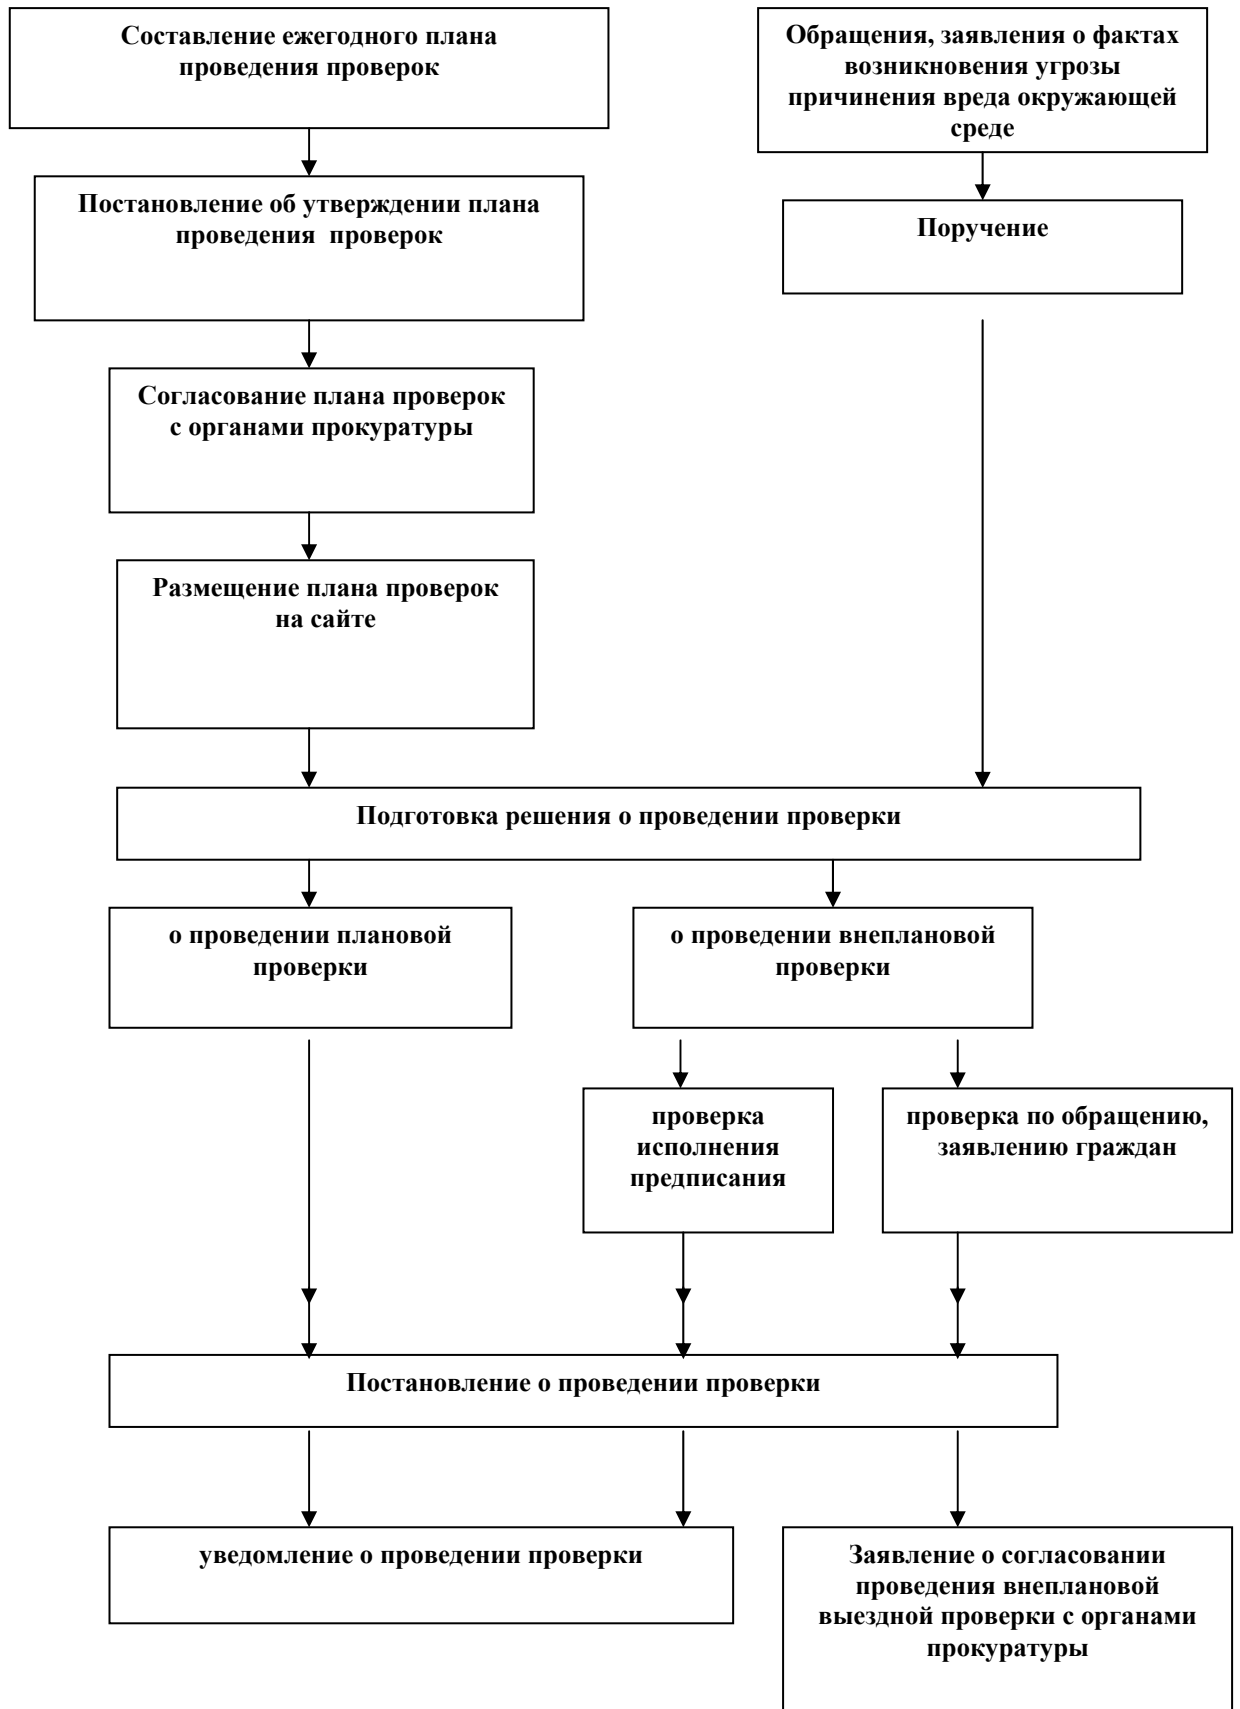 Составление ежегодного плана
проведения проверок
Обращения, заявления о фактах
возникновения угрозы
причинения вреда окружающей
среде
Постановление об утверждении плана
проведения проверок
Поручение
Согласование плана проверок
с органами прокуратуры
Размещение плана проверок
на сайте
Подготовка решения о проведении проверки
о проведении плановой
проверки
о проведении внеплановой
проверки
проверка
исполнения
предписания
проверка по обращению,
заявлению граждан
Постановление о проведении проверки
уведомление о проведении проверки
Заявление о согласовании
проведения внеплановой
выездной проверки с органами
прокуратуры